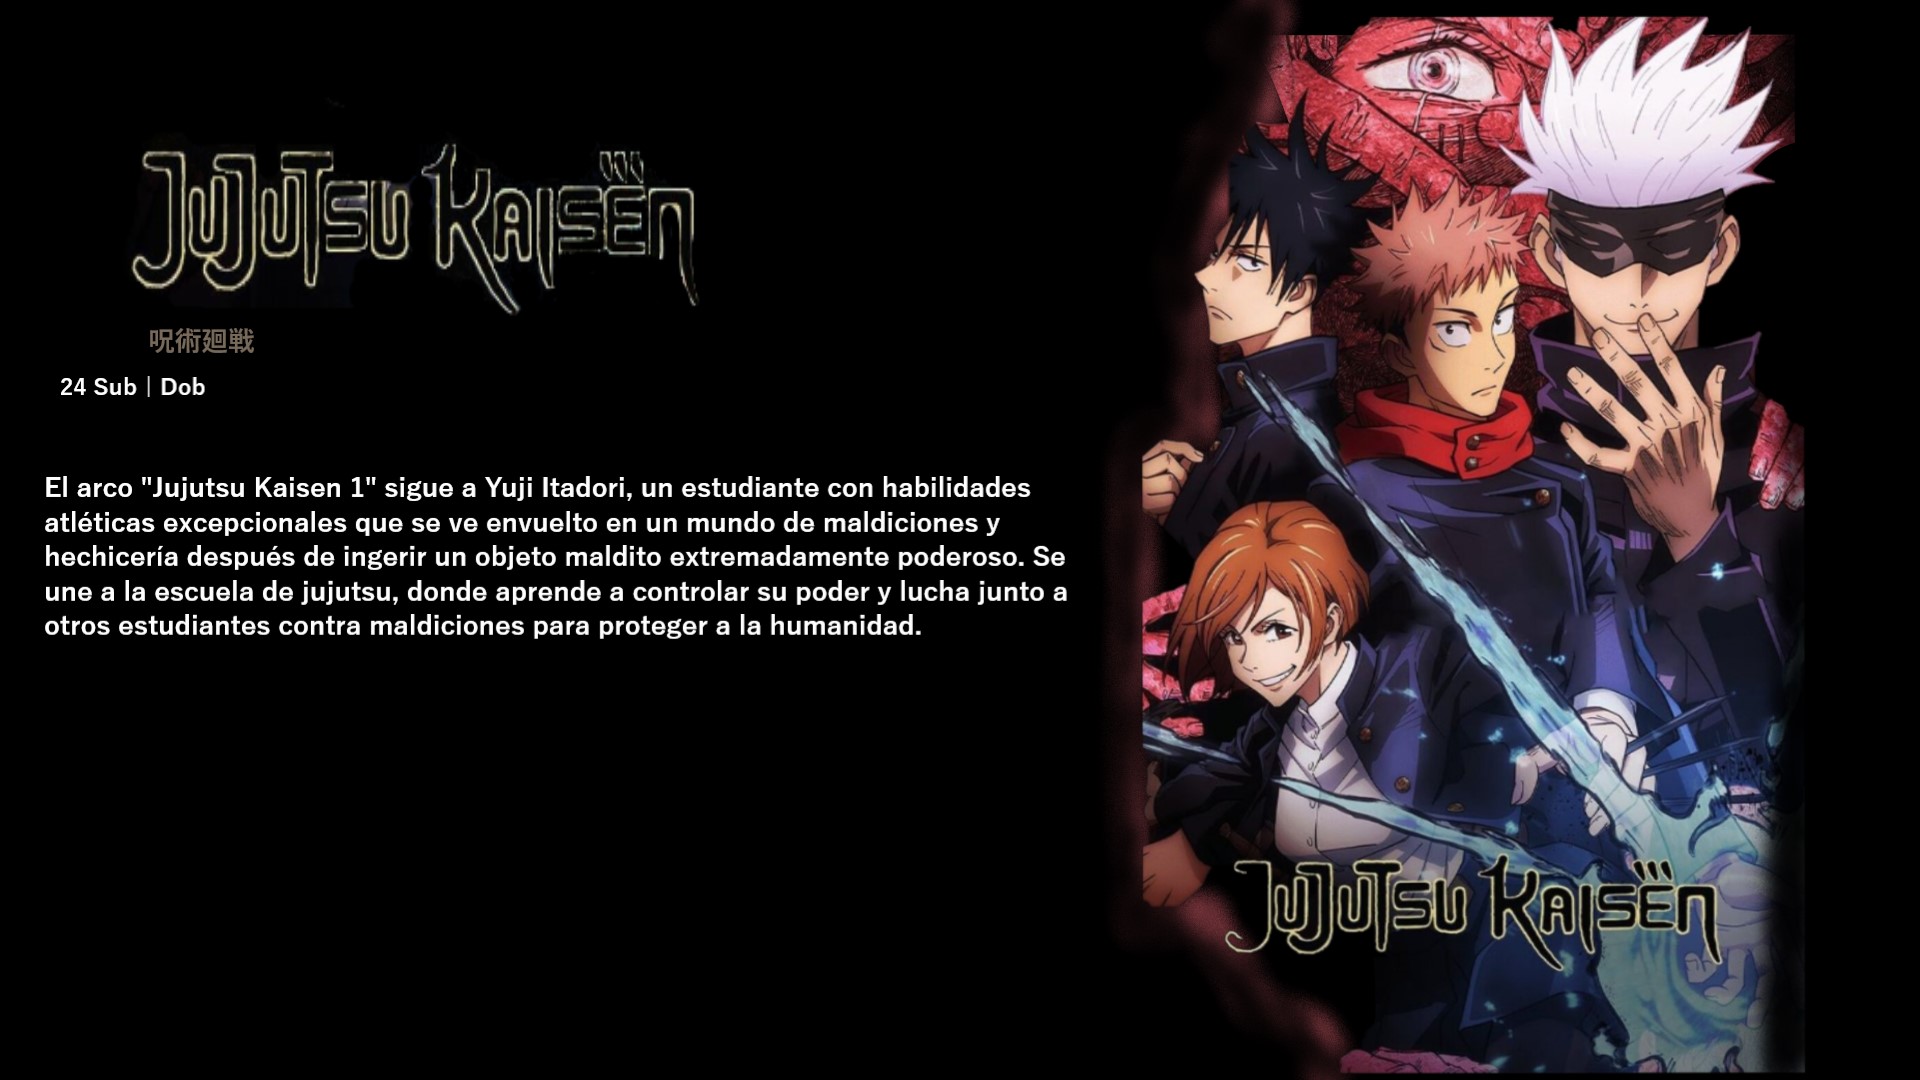 JUJUTSU KAISEN
呪術廻戦
24 Sub | Dob
El arco "Jujutsu Kaisen 1" sigue a Yuji Itadori, un estudiante con habilidades
atléticas excepcionales que se ve envuelto en un mundo de maldiciones y
hechicería después de ingerir un objeto maldito extremadamente poderoso. Se
une a la escuela de jujutsu, donde aprende a controlar su poder y lucha junto a
otros estudiantes contra maldiciones para proteger a la humanidad.
JUJUTSU KAISEN